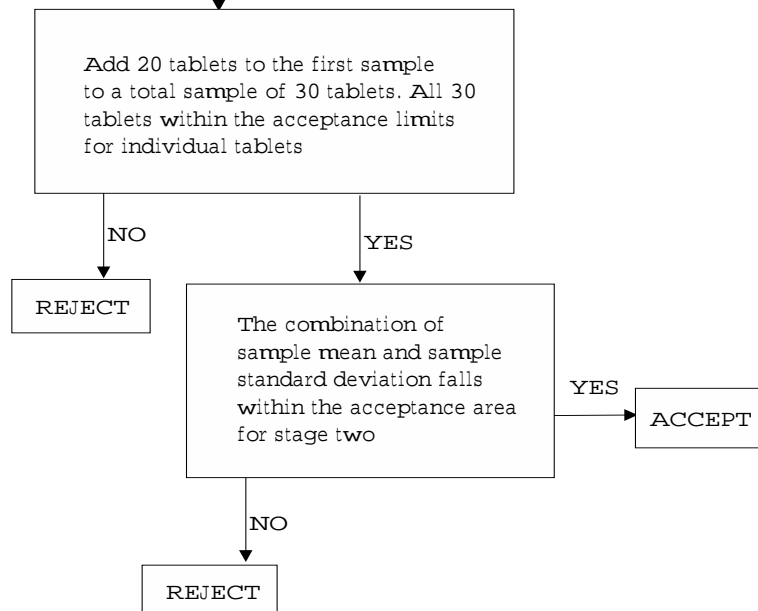 Add 20 tablets to the first sample
to a total sample of 30 tablets. All 30
tablets within the acceptance limits
for individual tablets
NO
YES
REJECT
The combination of
sample mean and sample
standard deviation falls
within the acceptance area
for stage two
YES
ACCEPT
NO
REJECT